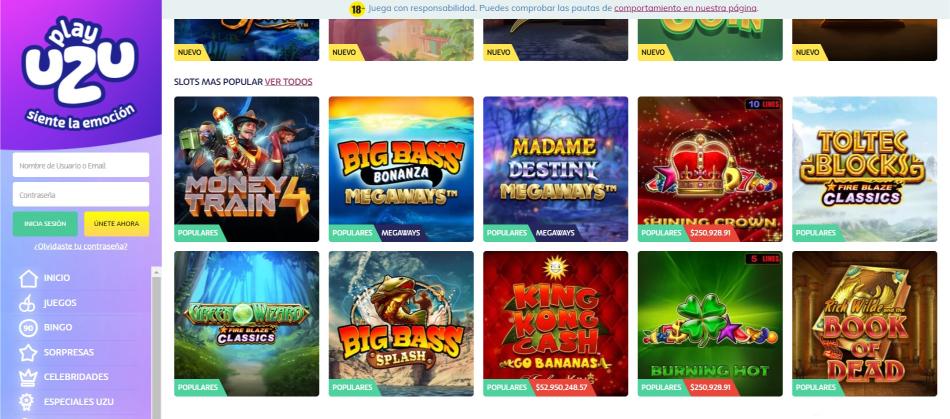 18+ Juega con responsabilidad. Puedes comprobar las pautas de comportamiento en nuestra página.
play
UZU
siente la emoción
Nombre de Usuario o Email
Contraseña
INICIA SESIÓN
ÚNETE AHORA
¿Olvidaste tu contraseña?
INICIO
JUEGOS
90
BINGO
SORPRESAS
CELEBRIDADES
ESPECIALES UZU
COIN
NUEVO
NUEVO
NUEVO
NUEVO
NUEVO
SLOTS MAS POPULAR VER TODOS
MONEY
TRAIN 4
POPULARES
BIG BASS
BONANZA
MEGAWAYS™
POPULARES MEGAWAYS
MADAME
DESTINY
MEGAWAYS™
POPULARES MEGAWAYS
10 LINES
SHINING CROWN
POPULARES $250,928.91
TOLTEC
BLOCKS
FIRE BLAZE
CLASSICS
POPULARES
GREEN WIZARD
FIRE BLAZE
CLASSICS
POPULARES
BIG BASS
SPLASH
POPULARES
KING
KONG
CASH
GO BANANAS
POPULARES $52,950,248.57
5 LINES
BURNING HOT
POPULARES $250,928.91
Rich Wilde and the
BOOK
OF
DEAD
POPULARES